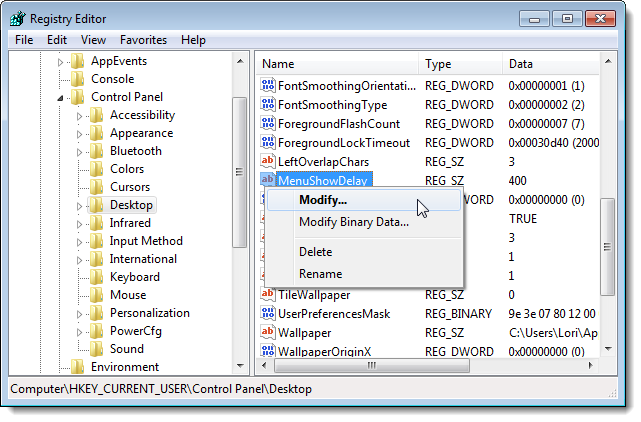 Registry Editor
File Edit View Favorites Help
AppEvents
Console
Control Panel
Accessibility
Appearance
Bluetooth
Colors
Cursors
Desktop
Infrared
Input Method
International
Keyboard
Mouse
Personalization
PowerCfg
Sound
Environment
Name Type Data
FontSmoothingOrientati... REG_DWORD 0x00000001 (1)
FontSmoothingType REG_DWORD 0x00000002 (2)
ForegroundFlashCount REG_DWORD 0x00000007 (7)
ForegroundLockTimeout REG_DWORD 0x00030d40 (2000
LeftOverlapChars REG_SZ 3
MenuShowDelay REG_SZ 400
Modify...
Modify Binary Data...
Delete
Rename
0x00000000 (0)
TRUE
3
1
1
TileWallpaper REG_SZ 0
UserPreferencesMask REG_BINARY 9e 3e 07 80 12 00
Wallpaper REG_SZ C:\Users\Lori\Ap
WallpaperOriginX REG_DWORD 0x00000000 (0)
Computer\HKEY_CURRENT_USER\Control Panel\Desktop